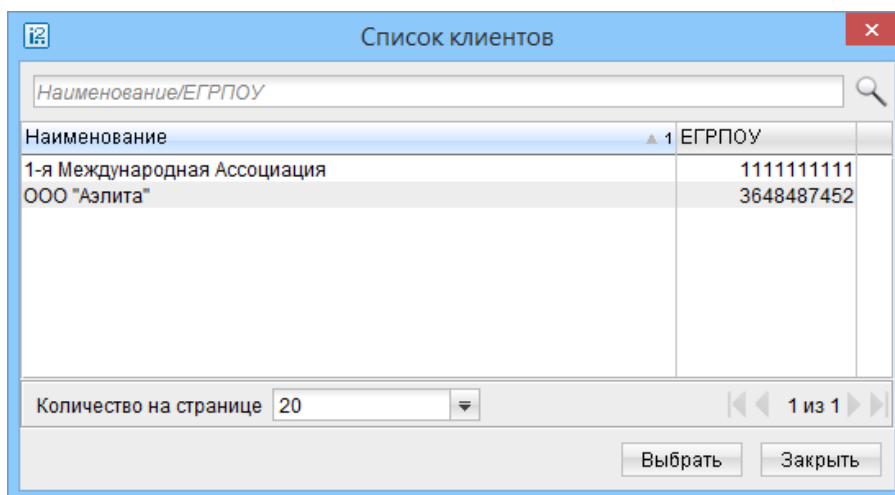 Список клиентов
Наименование/ЕГРПОУ
Наименование 1 ЕГРПОУ
1-я Международная Ассоциация 1111111111
ООО "Аэлита" 3648487452
Количество на странице 20 1 из 1
Выбрать Закрыть